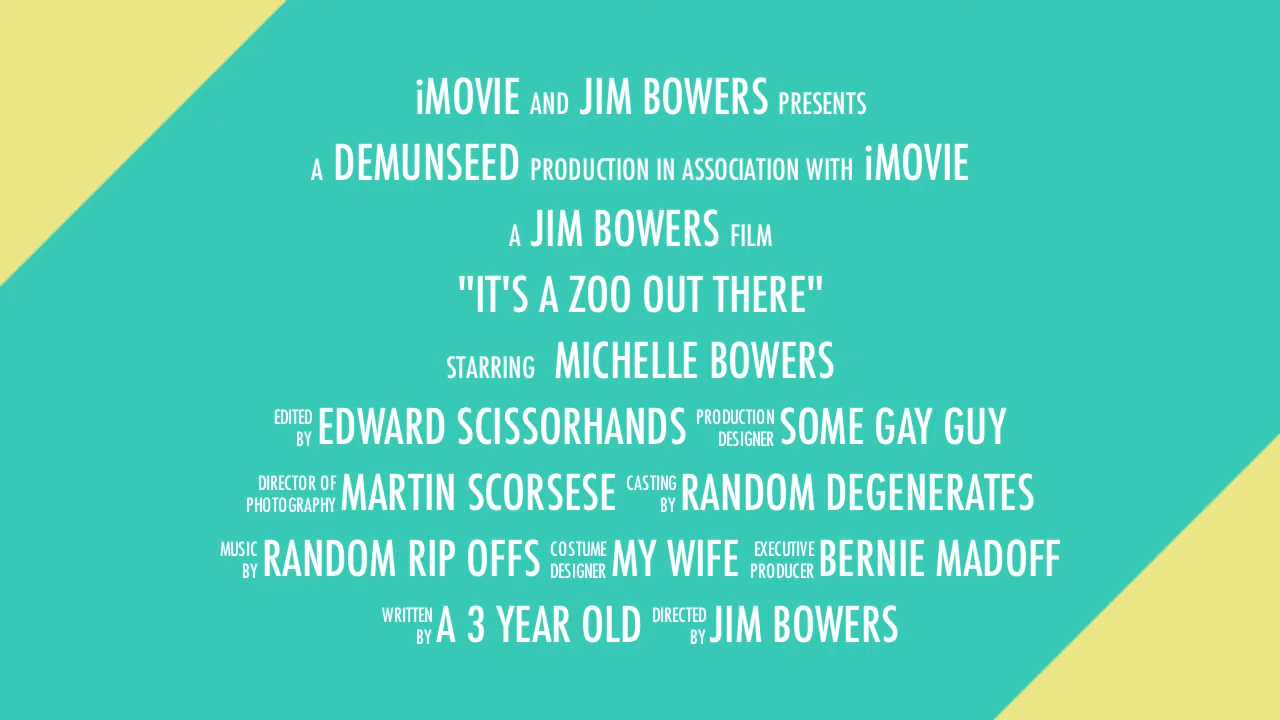 iMOVIE AND JIM BOWERS PRESENTS
A DEMUNSEED PRODUCTION IN ASSOCIATION WITH iMOVIE
A JIM BOWERS FILM
"IT'S A ZOO OUT THERE"
STARRING MICHELLE BOWERS
EDITED BY EDWARD SCISSORHANDS PRODUCTION DESIGNER SOME GAY GUY
DIRECTOR OF PHOTOGRAPHY MARTIN SCORSESE CASTING BY RANDOM DEGENERATES
MUSIC BY RANDOM RIP OFFS COSTUME DESIGNER MY WIFE EXECUTIVE PRODUCER BERNIE MADOFF
WRITTEN BY A 3 YEAR OLD DIRECTED BY JIM BOWERS